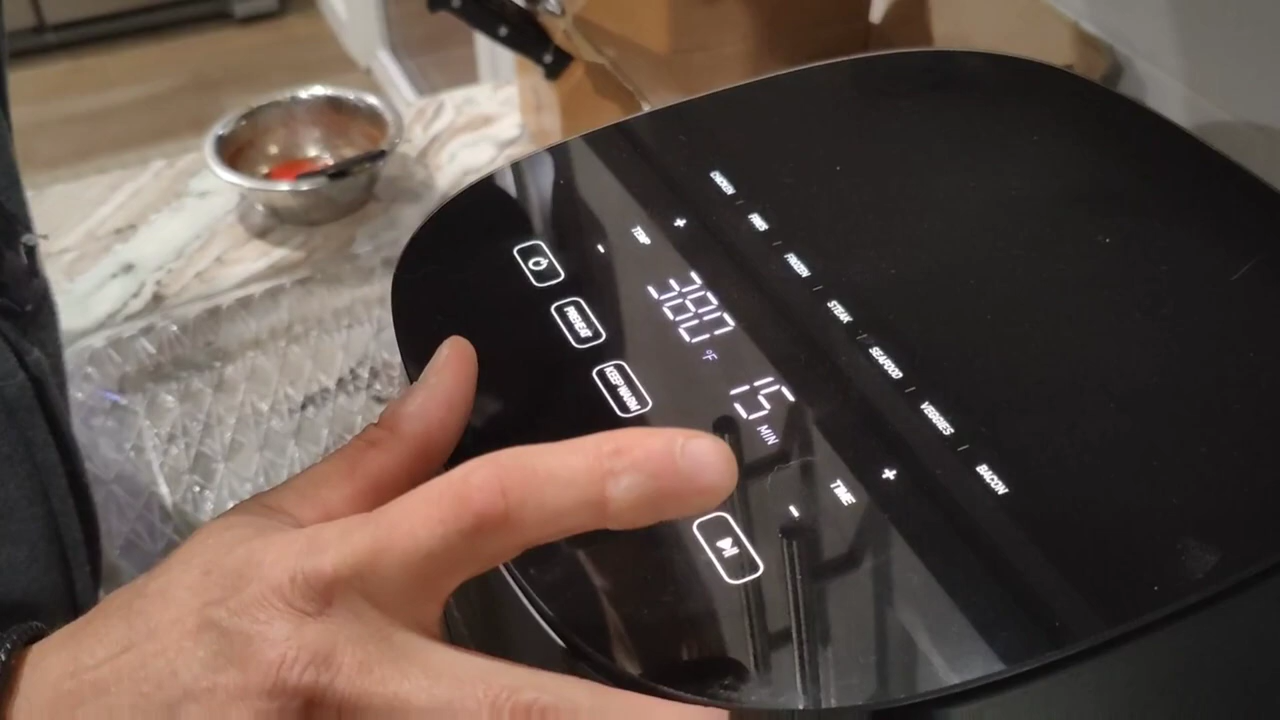 CHICKEN | FRIES | FROZEN | STEAK | SEAFOOD | VEGGIES | BACON
- TEMP +
380 °F
15 MIN
- TIME +
PREHEAT
KEEP WARM